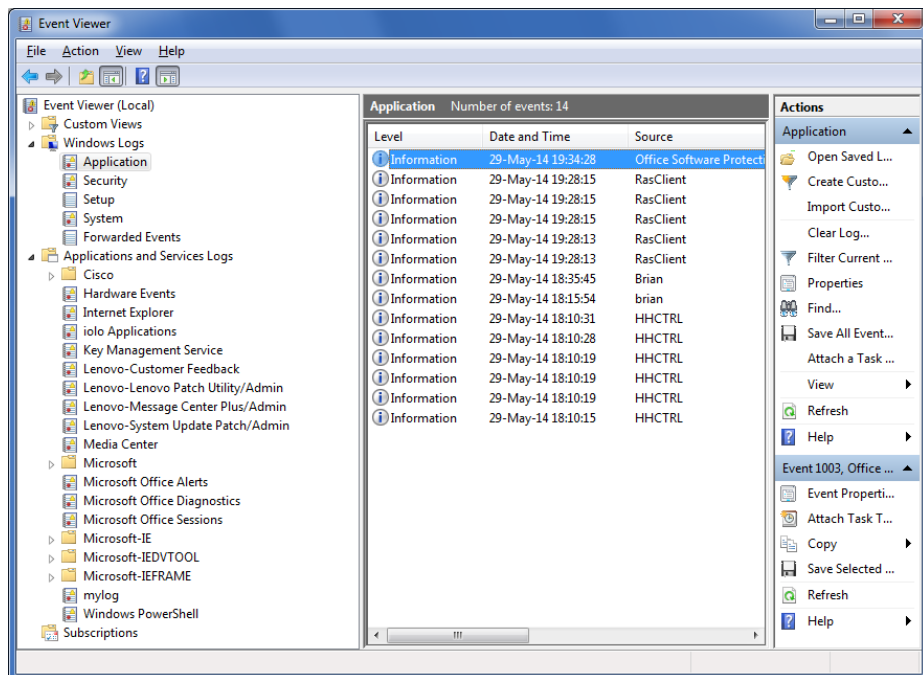 Event Viewer
File Action View Help
Event Viewer (Local)
Custom Views
Windows Logs
Application
Security
Setup
System
Forwarded Events
Applications and Services Logs
Cisco
Hardware Events
Internet Explorer
iolo Applications
Key Management Service
Lenovo-Customer Feedback
Lenovo-Lenovo Patch Utility/Admin
Lenovo-Message Center Plus/Admin
Lenovo-System Update Patch/Admin
Media Center
Microsoft
Microsoft Office Alerts
Microsoft Office Diagnostics
Microsoft Office Sessions
Microsoft-IE
Microsoft-IEDVTOOL
Microsoft-IEFRAME
mylog
Windows PowerShell
Subscriptions
Application Number of events: 14
Level Date and Time Source
Information 29-May-14 19:34:28 Office Software Protecti
Information 29-May-14 19:28:15 RasClient
Information 29-May-14 19:28:15 RasClient
Information 29-May-14 19:28:15 RasClient
Information 29-May-14 19:28:13 RasClient
Information 29-May-14 19:28:13 RasClient
Information 29-May-14 18:35:45 Brian
Information 29-May-14 18:15:54 brian
Information 29-May-14 18:10:31 HHCTRL
Information 29-May-14 18:10:28 HHCTRL
Information 29-May-14 18:10:19 HHCTRL
Information 29-May-14 18:10:19 HHCTRL
Information 29-May-14 18:10:19 HHCTRL
Information 29-May-14 18:10:15 HHCTRL
Actions
Application
Open Saved L...
Create Custo...
Import Custo...
Clear Log...
Filter Current ...
Properties
Find...
Save All Event...
Attach a Task ...
View
Refresh
Help
Event 1003, Office ...
Event Properti...
Attach Task T...
Copy
Save Selected ...
Refresh
Help